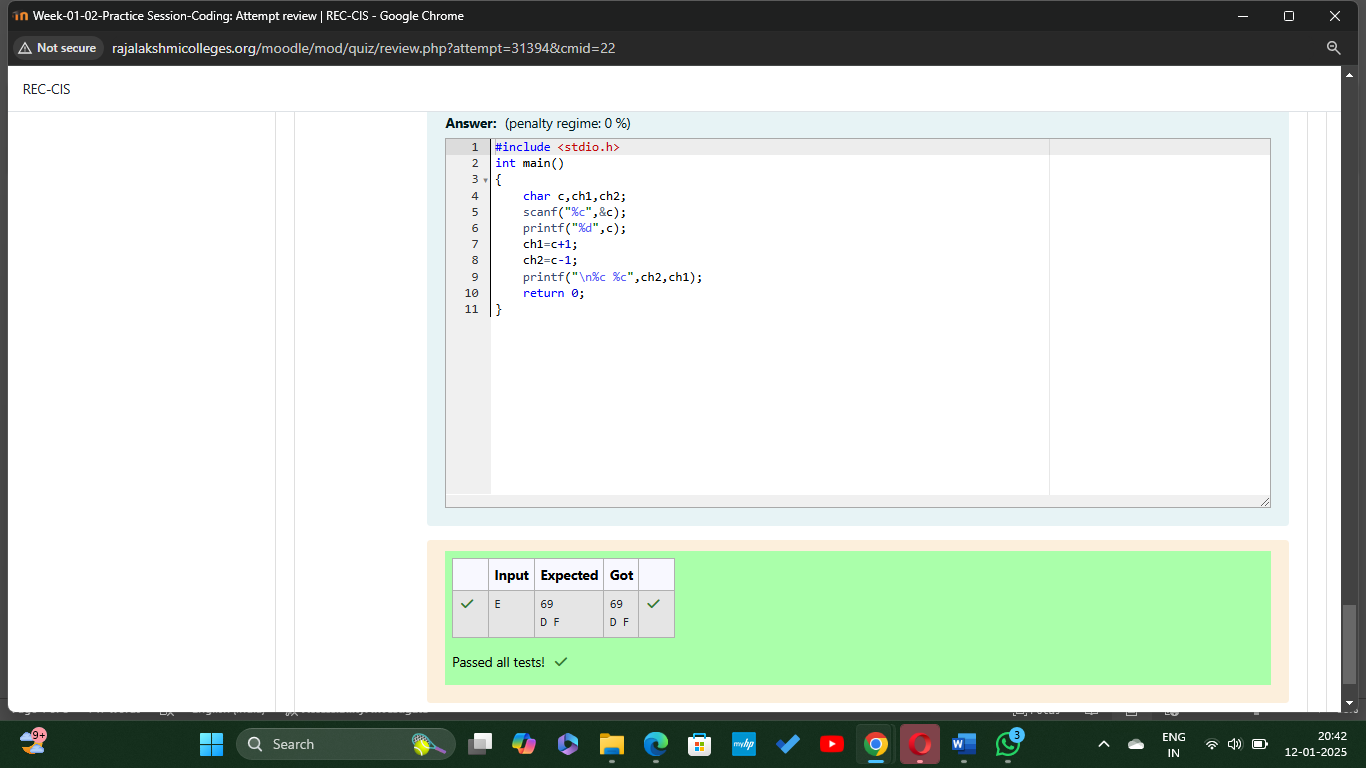 Week-01-02-Practice Session-Coding: Attempt review | REC-CIS - Google Chrome
Not secure rajalakshmicolleges.org/moodle/mod/quiz/review.php?attempt=31394&cmid=22
REC-CIS
Answer: (penalty regime: 0 %)
1 #include <stdio.h>
2 int main()
3 {
4 char c,ch1,ch2;
5 scanf("%c",&c);
6 printf("%d",c);
7 ch1=c+1;
8 ch2=c-1;
9 printf("\n%c %c",ch2,ch1);
10 return 0;
11 }
Input Expected Got
E 69 69
D F D F
Passed all tests!
9+
Search
myhp
3
ENG
IN
20:42
12-01-2025